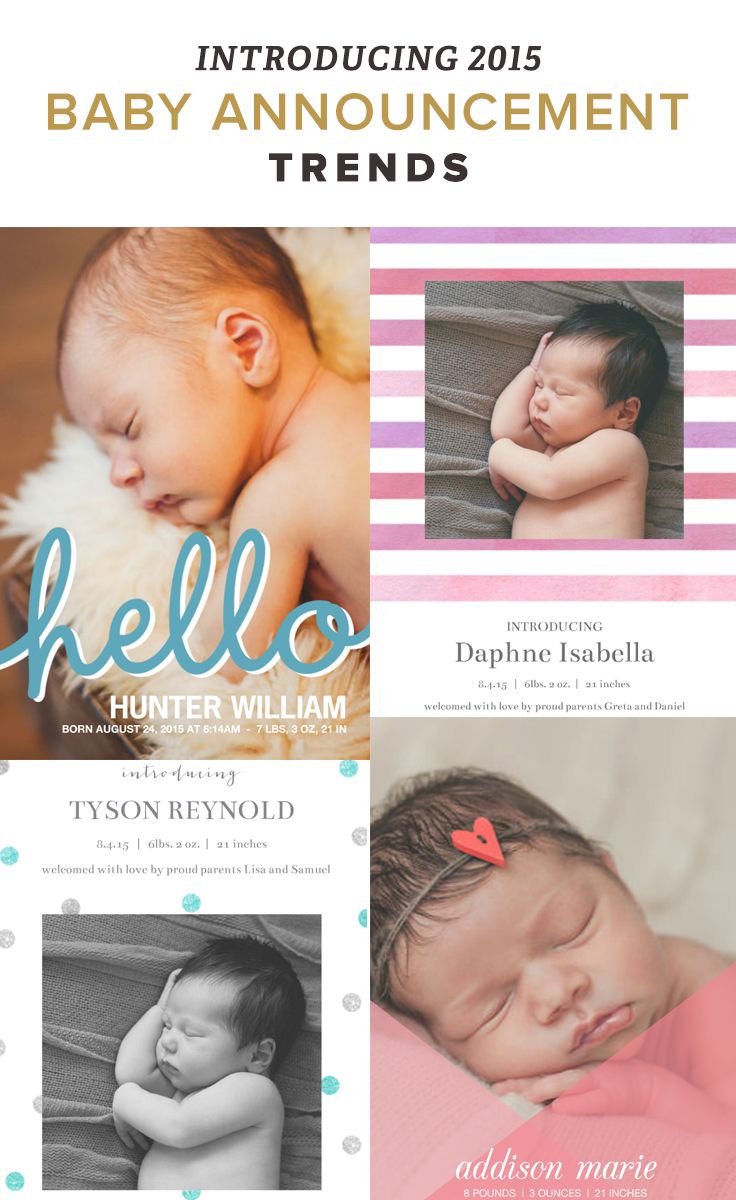 INTRODUCING 2015
BABY ANNOUNCEMENT
TRENDS
hello
HUNTER WILLIAM
BORN AUGUST 24, 2015 AT 6:14AM - 7 LBS, 3 OZ, 21 IN
INTRODUCING
Daphne Isabella
8.4.15 | 6lbs. 2 oz. | 21 inches
welcomed with love by proud parents Greta and Daniel
introducing
TYSON REYNOLD
8.4.15 | 6lbs. 2 oz. | 21 inches
welcomed with love by proud parents Lisa and Samuel
addison marie
8 POUNDS | 3 OUNCES | 21 INCHES